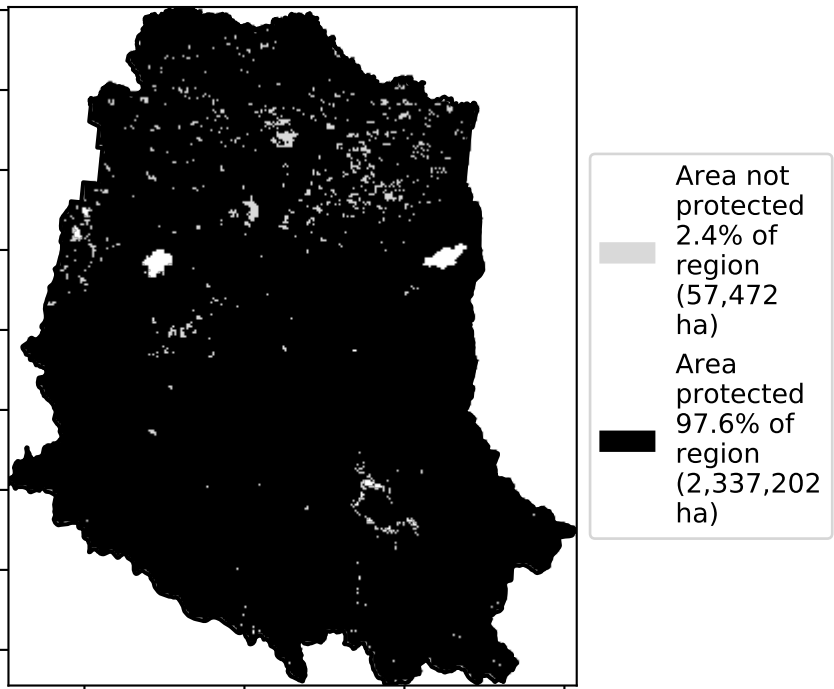 Area not
protected
2.4% of
region
(57,472
ha)
Area
protected
97.6% of
region
(2,337,202
ha)